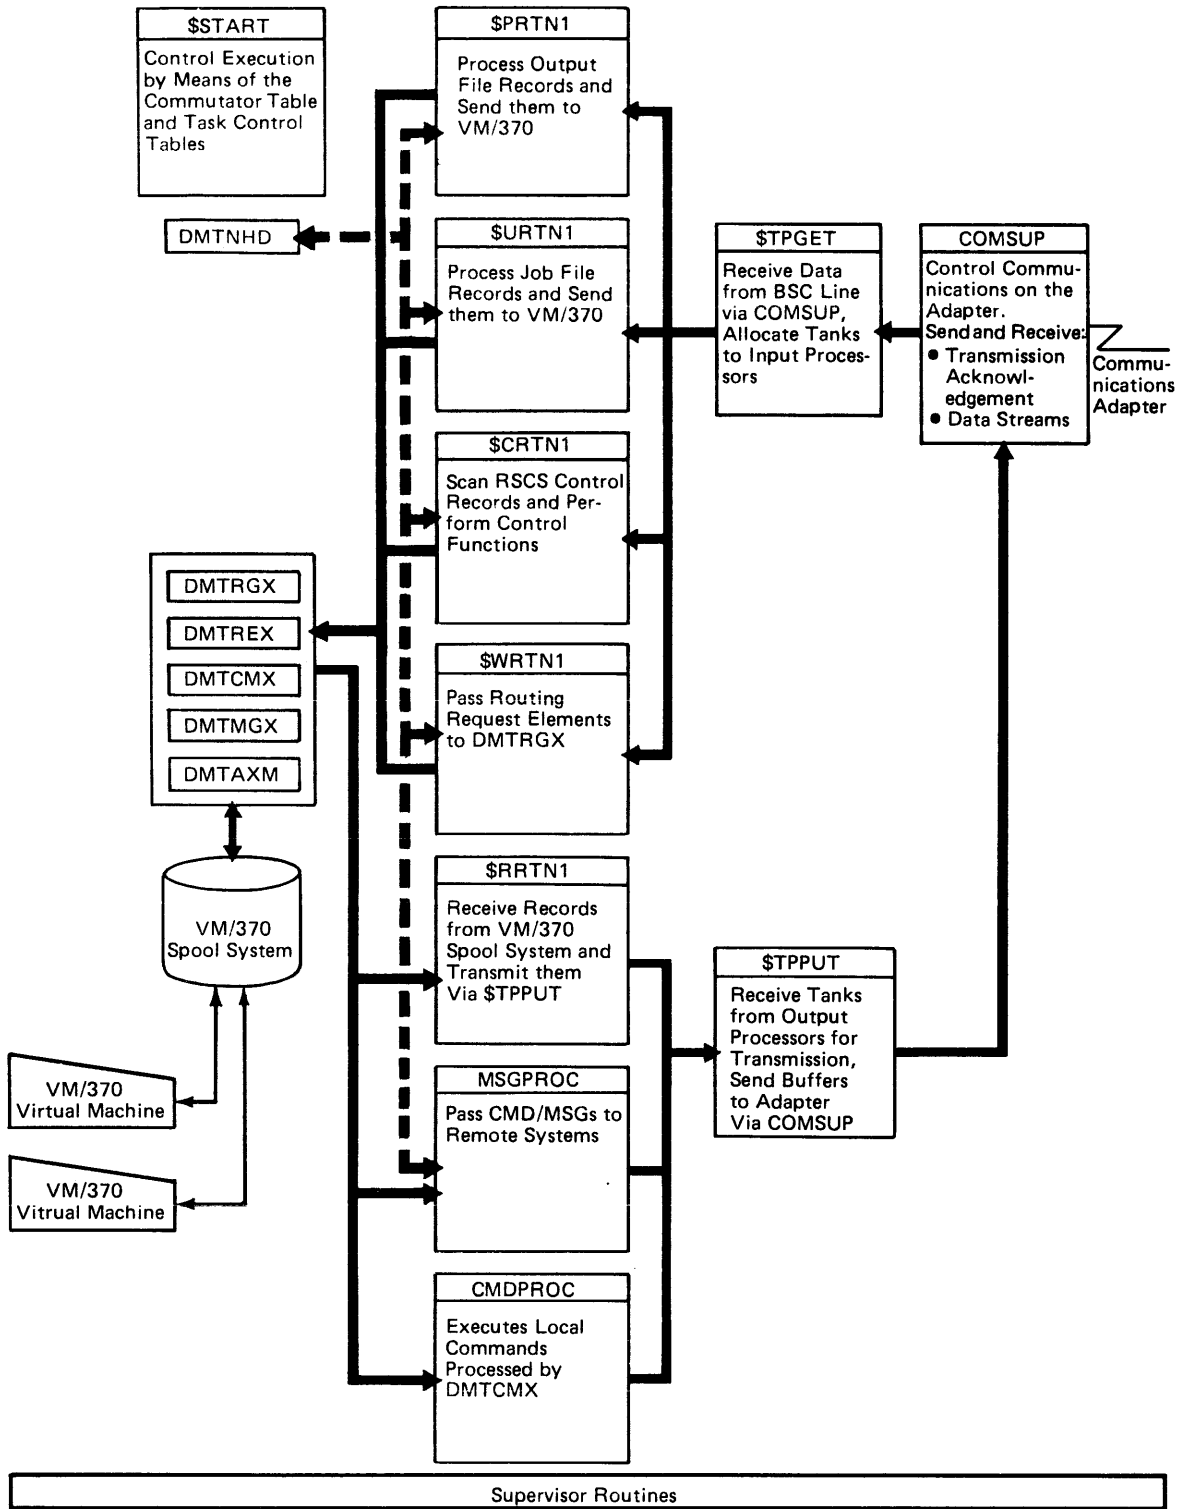 $START
Control Execution
by Means of the
Commutator Table
and Task Control
Tables
$PRTN1
Process Output
File Records and
Send them to
VM/370
DMTNHD
$URTN1
Process Job File
Records and Send
them to VM/370
$TPGET
Receive Data
from BSC Line
via COMSUP,
Allocate Tanks
to Input Proces-
sors
COMSUP
Control Commu-
nications on the
Adapter.
Send and Receive:
● Transmission
Acknowl-
edgement
● Data Streams
Commu-
nications
Adapter
$CRTN1
Scan RSCS Control
Records and Per-
form Control
Functions
DMTRGX
DMTREX
DMTCMX
DMTMGX
DMTAXM
$WRTN1
Pass Routing
Request Elements
to DMTRGX
VM/370
Spool System
$RRTN1
Receive Records
from VM/370
Spool System and
Transmit them
Via $TPPUT
$TPPUT
Receive Tanks
from Output
Processors for
Transmission,
Send Buffers
to Adapter
Via COMSUP
VM/370
Virtual Machine
MSGPROC
Pass CMD/MSGs to
Remote Systems
VM/370
Vitrual Machine
CMDPROC
Executes Local
Commands
Processed by
DMTCMX
Supervisor Routines